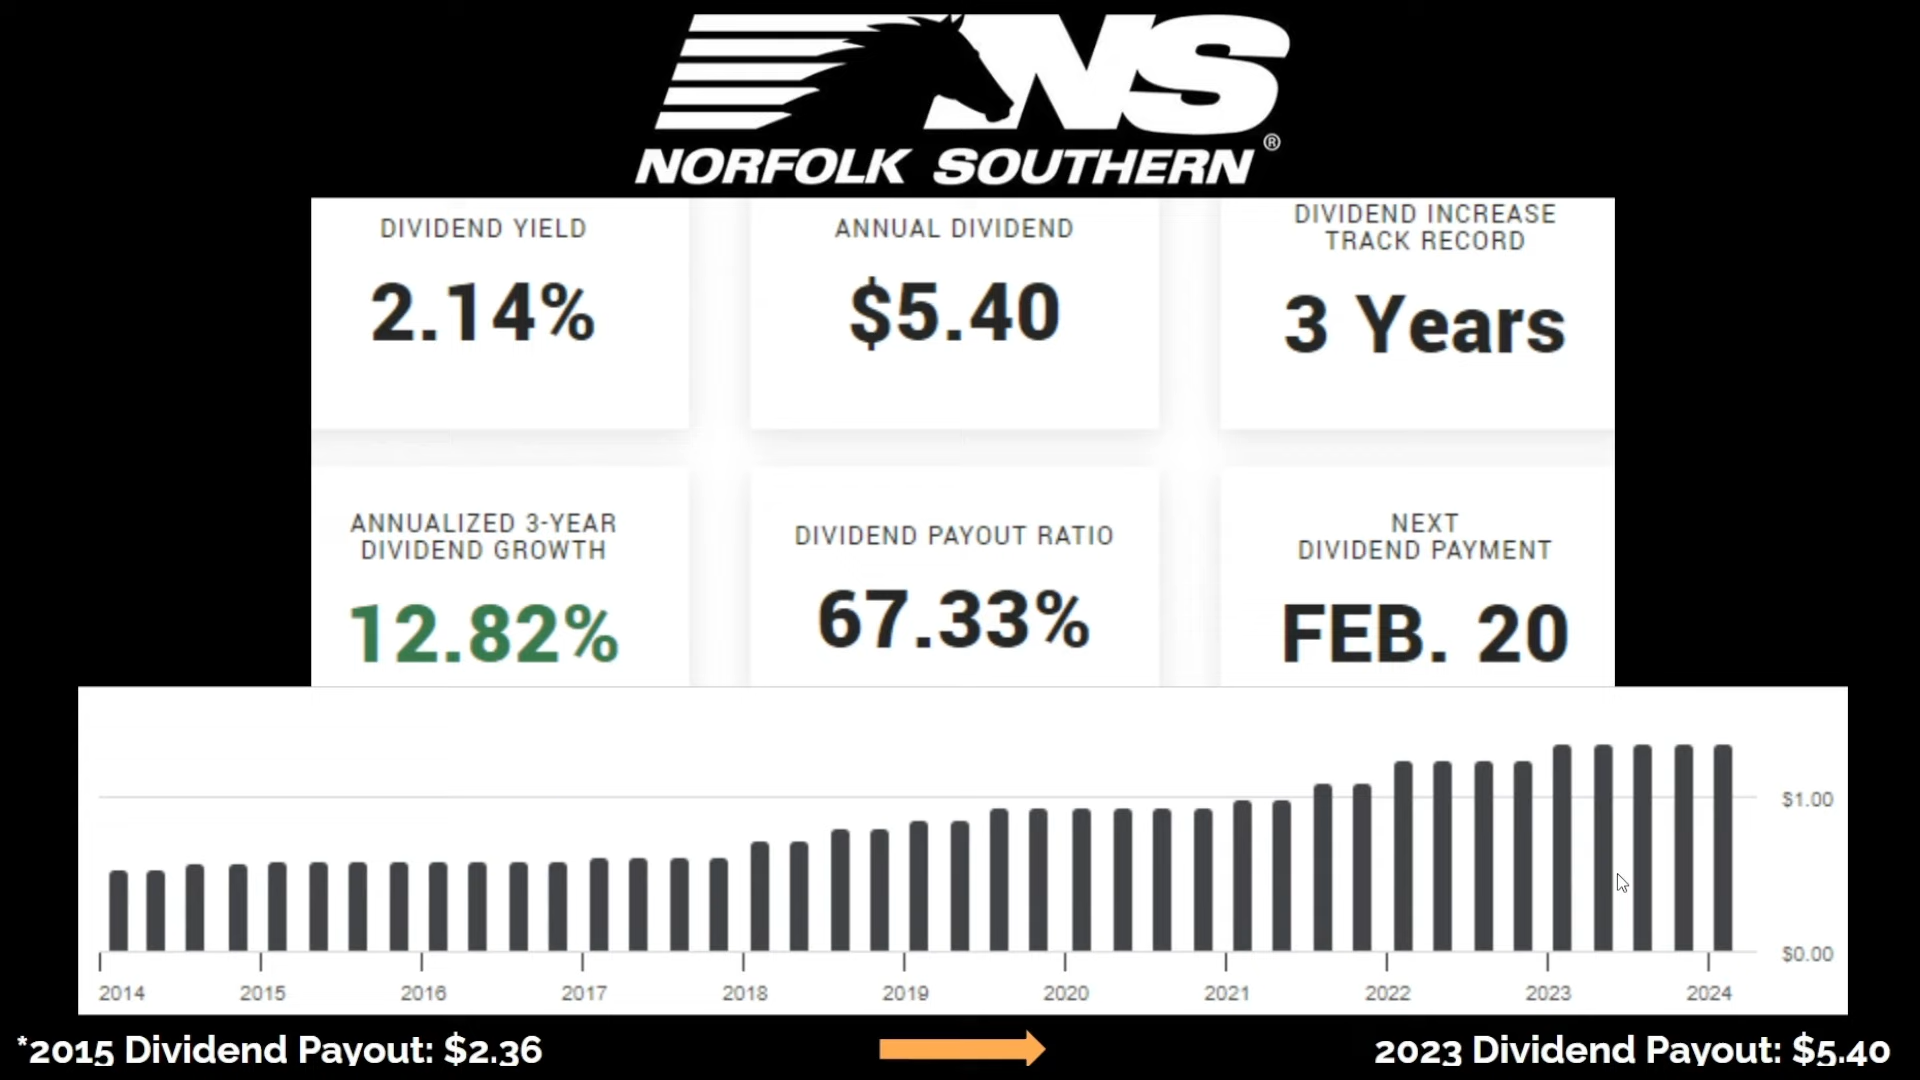 NS
NORFOLK SOUTHERN®
DIVIDEND YIELD
2.14%
ANNUAL DIVIDEND
$5.40
DIVIDEND INCREASE
TRACK RECORD
3 Years
ANNUALIZED 3-YEAR
DIVIDEND GROWTH
12.82%
DIVIDEND PAYOUT RATIO
67.33%
NEXT
DIVIDEND PAYMENT
FEB. 20
$1.00
$0.00
2014 2015 2016 2017 2018 2019 2020 2021 2022 2023 2024
*2015 Dividend Payout: $2.36
2023 Dividend Payout: $5.40